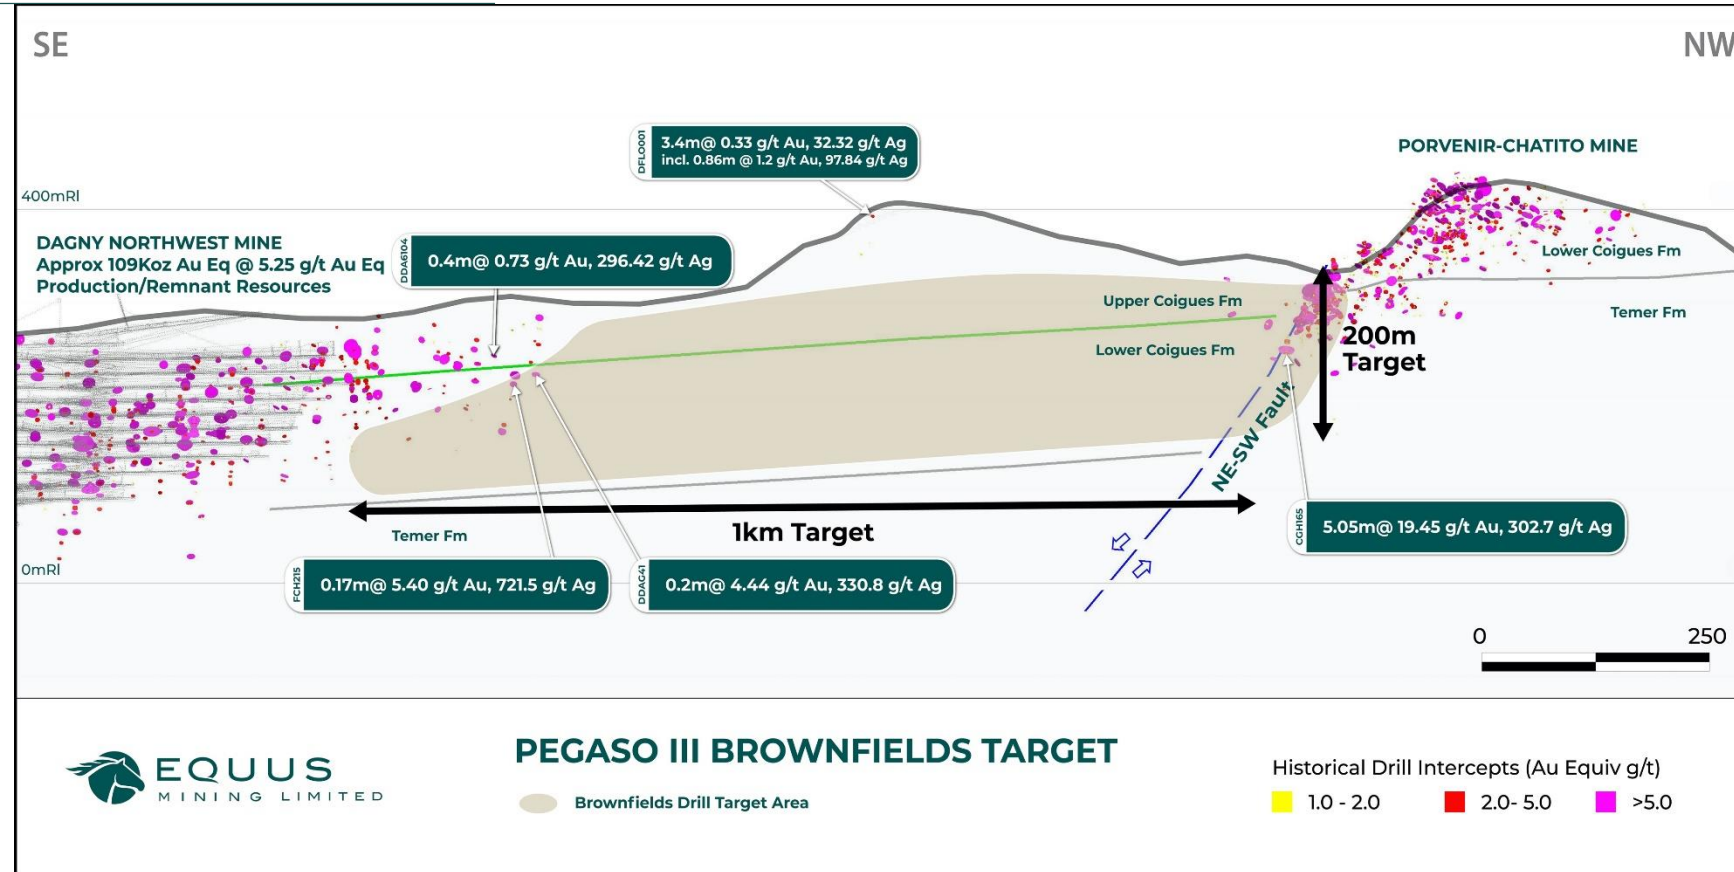 SE
NW
DFLO001
3.4m@ 0.33 g/t Au, 32.32 g/t Ag
incl. 0.86m @ 1.2 g/t Au, 97.84 g/t Ag
PORVENIR-CHATITO MINE
400mRl
DAGNY NORTHWEST MINE
Approx 109Koz Au Eq @ 5.25 g/t Au Eq
Production/Remnant Resources
DDA6104
0.4m@ 0.73 g/t Au, 296.42 g/t Ag
Lower Coigues Fm
Upper Coigues Fm
Temer Fm
Lower Coigues Fm
200m
Target
NE-SW Fault
1km Target
Temer Fm
CGH165
5.05m@ 19.45 g/t Au, 302.7 g/t Ag
0mRl
FCH215
0.17m@ 5.40 g/t Au, 721.5 g/t Ag
DDAG41
0.2m@ 4.44 g/t Au, 330.8 g/t Ag
0 250
EQUUS
MINING LIMITED
PEGASO III BROWNFIELDS TARGET
Brownfields Drill Target Area
Historical Drill Intercepts (Au Equiv g/t)
1.0 - 2.0 2.0- 5.0 >5.0